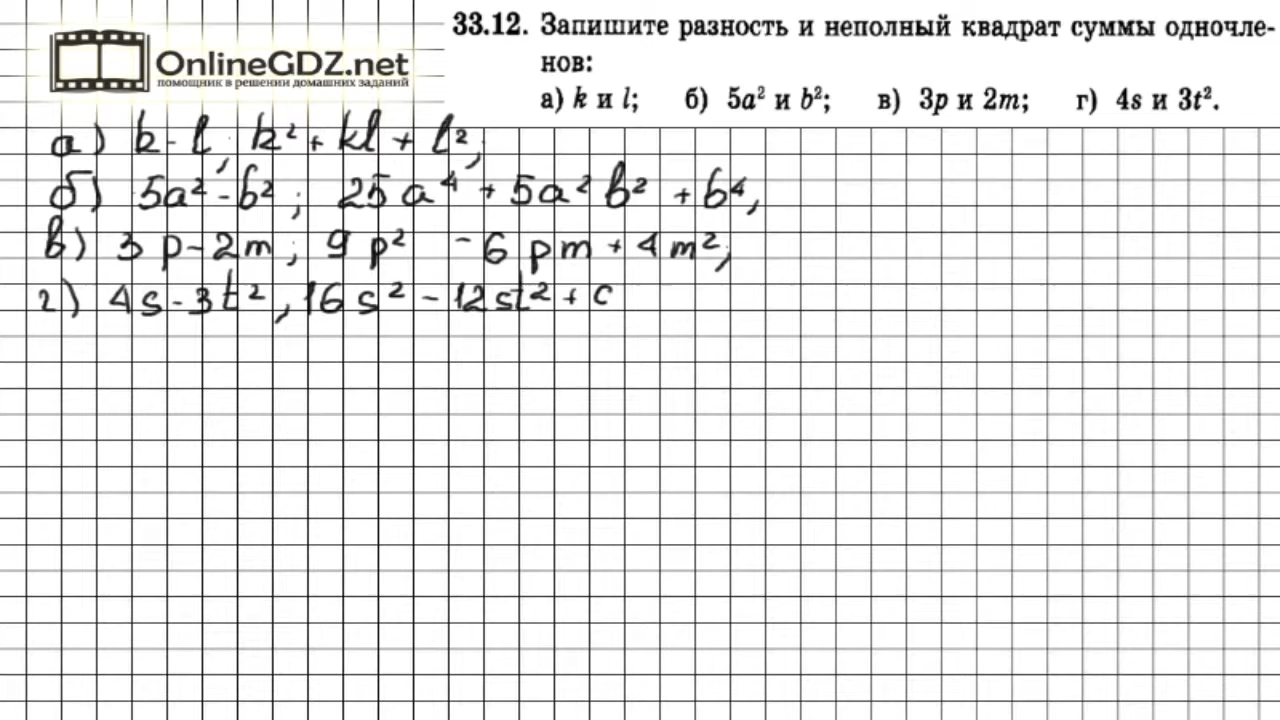 OnlineGDZ.net
помощник в решении домашних заданий
33.12. Запишите разность и неполный квадрат суммы одночле-
нов:
а) k и l; б) 5a² и b²; в) 3p и 2m; г) 4s и 3t².
а) k - l; k² + kl + l²;
б) 5a² - b²; 25a⁴ + 5a²b² + b⁴,
в) 3p - 2m; 9p² - 6pm + 4m²;
г) 4s - 3t², 16s² - 12st² + c